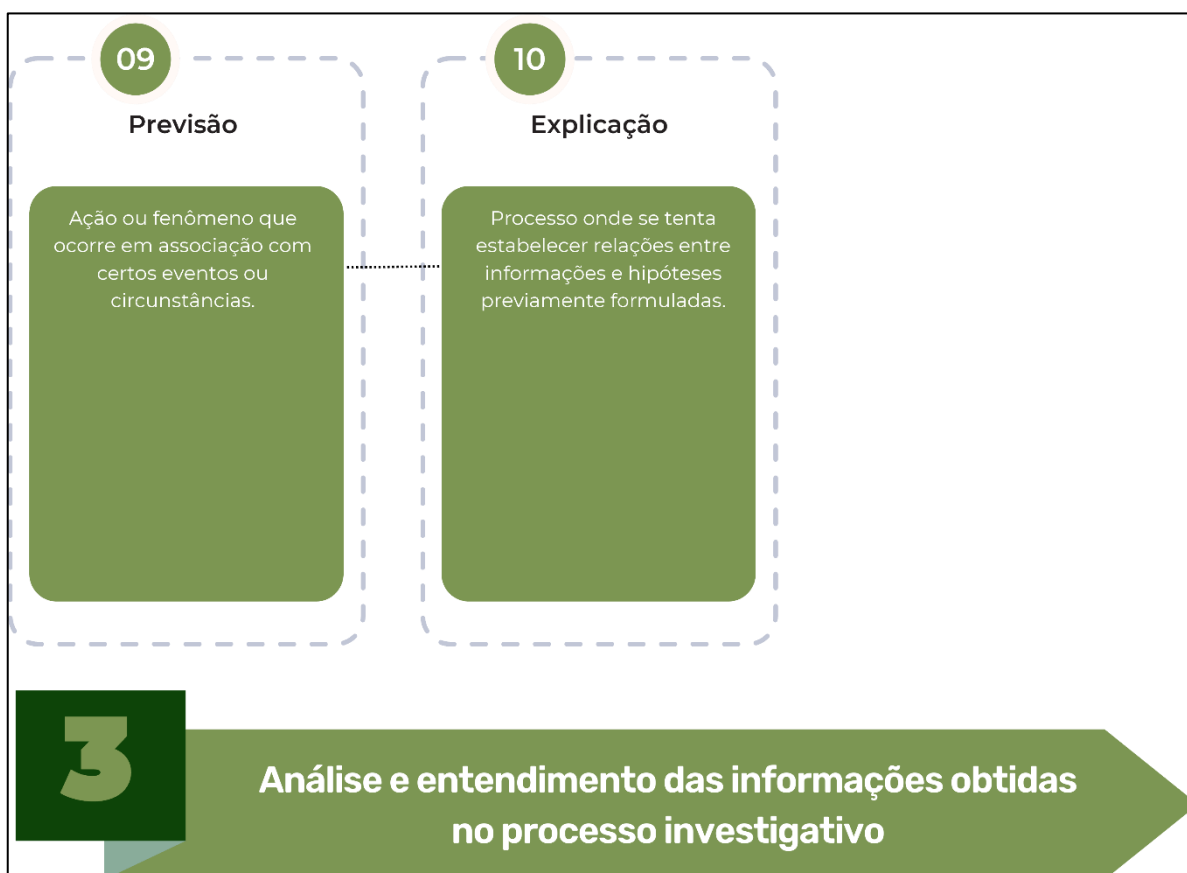 09
Previsão
Ação ou fenômeno que
ocorre em associação com
certos eventos ou
circunstâncias.
10
Explicação
Processo onde se tenta
estabelecer relações entre
informações e hipóteses
previamente formuladas.
3
Análise e entendimento das informações obtidas
no processo investigativo